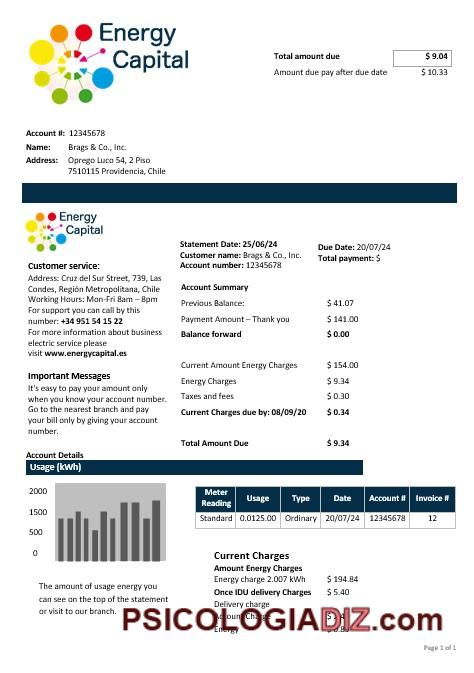 Energy
Capital
Total amount due $ 9.04
Amount due pay after due date $ 10.33
Account #: 12345678
Name: Brags & Co., Inc.
Address: Oprego Luco 54, 2 Piso
7510115 Providencia, Chile
Energy
Capital
Statement Date: 25/06/24
Customer name: Brags & Co., Inc.
Account number: 12345678
Due Date: 20/07/24
Total payment: $
Customer service:
Address: Cruz del Sur Street, 739, Las
Condes, Región Metropolitana, Chile
Working Hours: Mon-Fri 8am – 8pm
For support you can call by this
number: +34 951 54 15 22
For more information about business
electric service please
visit www.energycapital.es
Important Messages
It's easy to pay your amount only
when you know your account number.
Go to the nearest branch and pay
your bill only by giving your account
number.
Account Summary
Previous Balance: $ 41.07
Payment Amount – Thank you $ 141.00
Balance forward $ 0.00
Current Amount Energy Charges $ 154.00
Energy Charges $ 9.34
Taxes and fees $ 0.30
Current Charges due by: 08/09/20 $ 0.34
Total Amount Due $ 9.34
Account Details
Usage (kWh)
2000
1500
500
0
Meter Reading Usage Type Date Account # Invoice #
Standard 0.0125.00 Ordinary 20/07/24 12345678 12
The amount of usage energy you
can see on the top of the statement
or visit to our branch.
Current Charges
Amount Energy Charges
Energy charge 2.007 kWh $ 194.84
Once IDU delivery Charges $ 5.40
Delivery charge
Charge
Energy
PSICOLOGIADIZ.com
Page 1 of 1